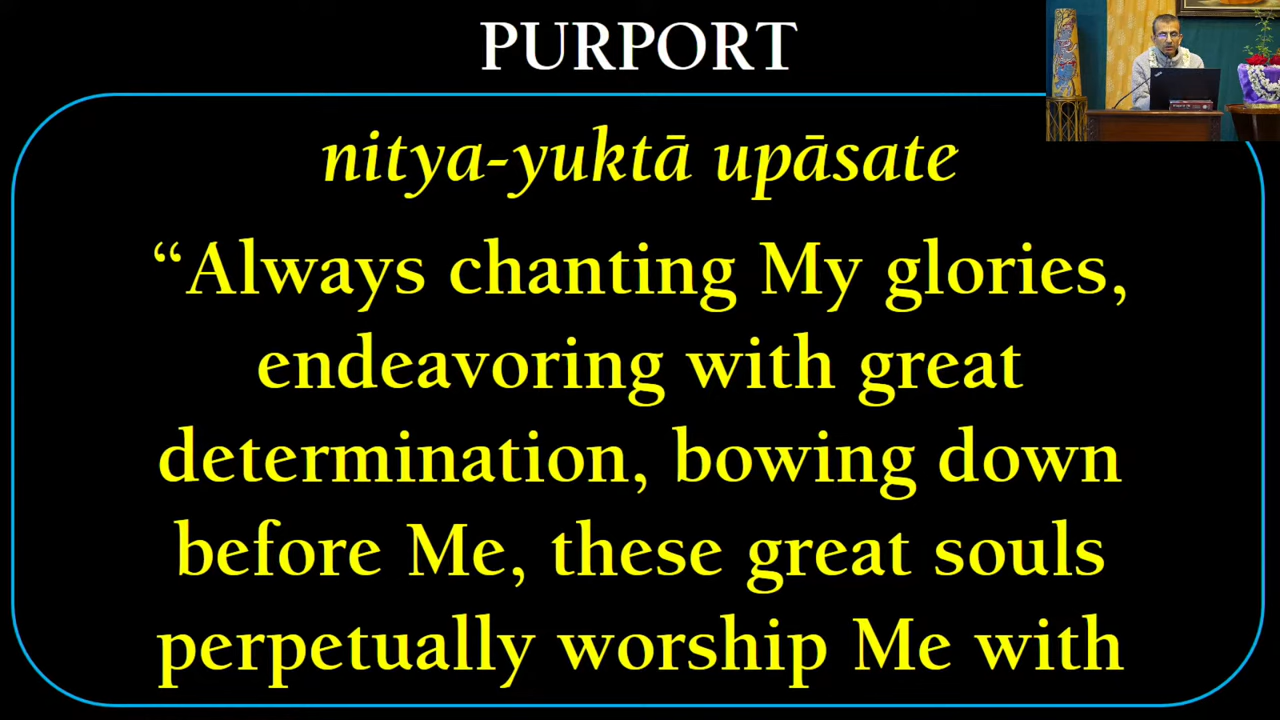 PURPORT
nitya-yuktā upāsate
“Always chanting My glories,
endeavoring with great
determination, bowing down
before Me, these great souls
perpetually worship Me with